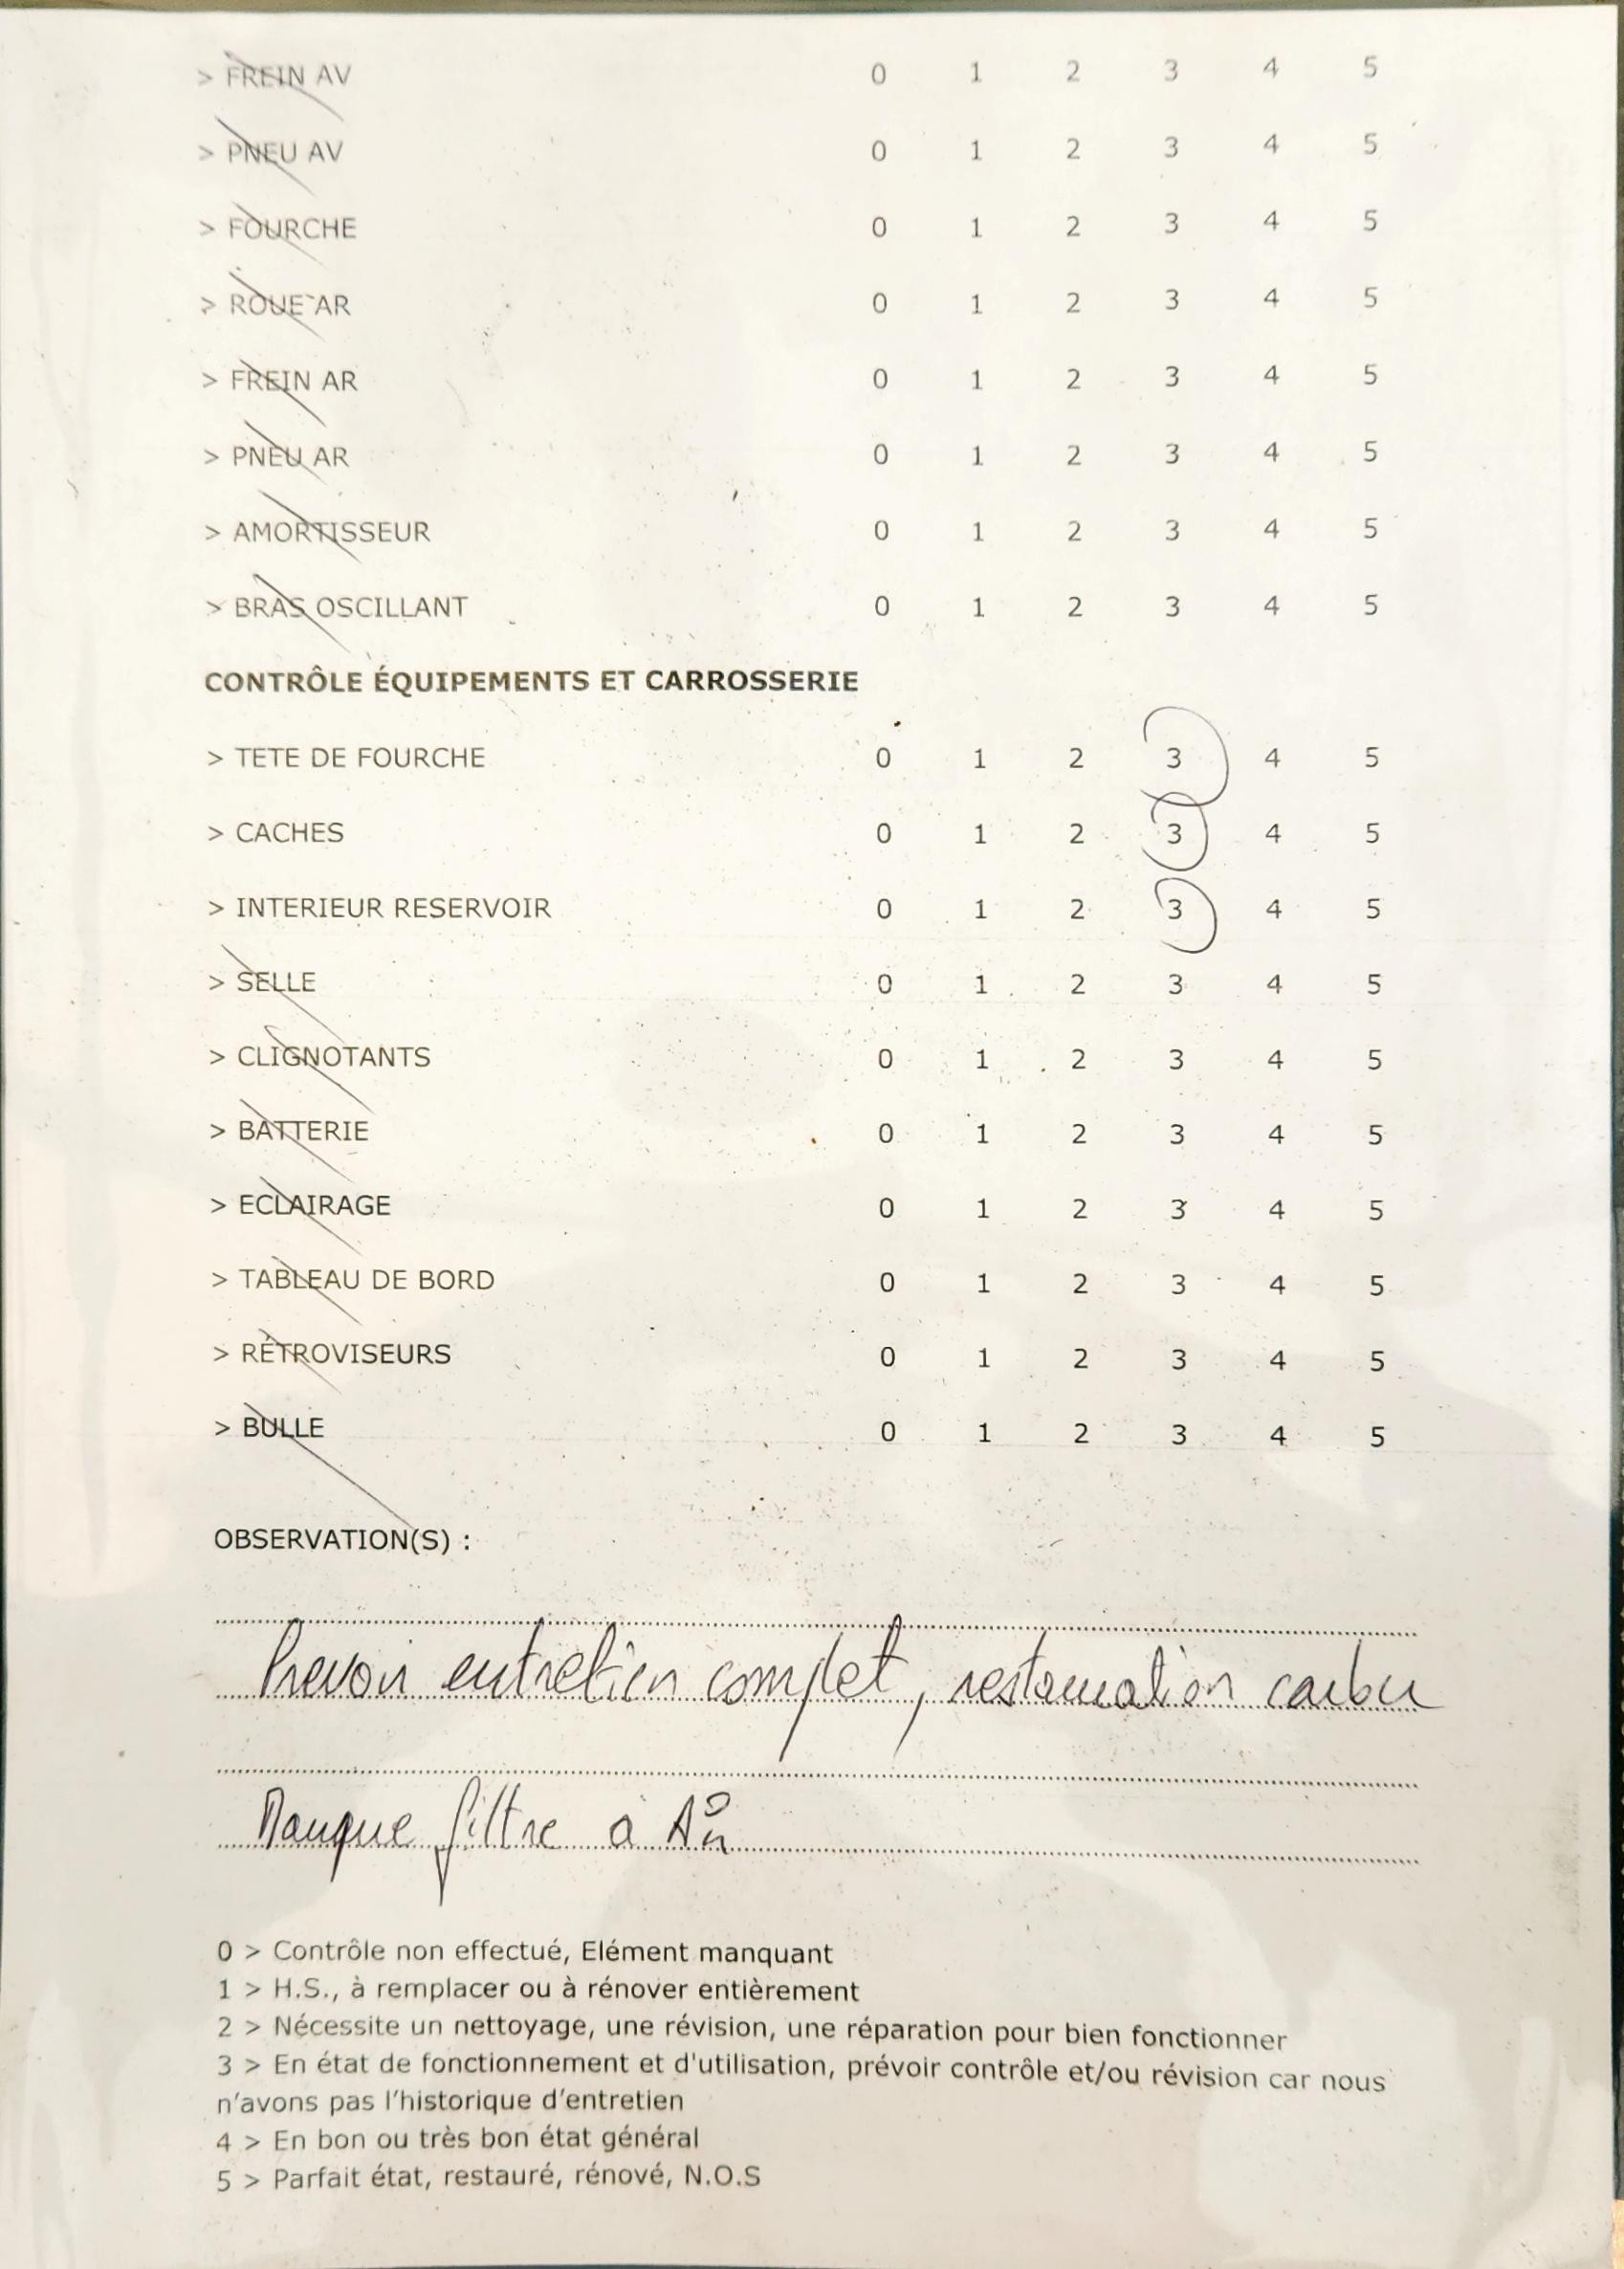 > FREIN AV 0 1 2 3 4 5
> PNEU AV 0 1 2 3 4 5
> FOURCHE 0 1 2 3 4 5
> ROUE AR 0 1 2 3 4 5
> FREIN AR 0 1 2 3 4 5
> PNEU AR 0 1 2 3 4 5
> AMORTISSEUR 0 1 2 3 4 5
> BRAS OSCILLANT 0 1 2 3 4 5
CONTRÔLE ÉQUIPEMENTS ET CARROSSERIE
> TETE DE FOURCHE 0 1 2 3 4 5
> CACHES 0 1 2 3 4 5
> INTERIEUR RESERVOIR 0 1 2 3 4 5
> SELLE 0 1 2 3 4 5
> CLIGNOTANTS 0 1 2 3 4 5
> BATTERIE 0 1 2 3 4 5
> ECLAIRAGE 0 1 2 3 4 5
> TABLEAU DE BORD 0 1 2 3 4 5
> RÉTROVISEURS 0 1 2 3 4 5
> BULLE 0 1 2 3 4 5
OBSERVATION(S) :
Prevoir entretien complet, restauration carbu
Manque filtre a Air
0 > Contrôle non effectué, Elément manquant
1 > H.S., à remplacer ou à rénover entièrement
2 > Nécessite un nettoyage, une révision, une réparation pour bien fonctionner
3 > En état de fonctionnement et d'utilisation, prévoir contrôle et/ou révision car nous
n'avons pas l'historique d'entretien
4 > En bon ou très bon état général
5 > Parfait état, restauré, rénové, N.O.S